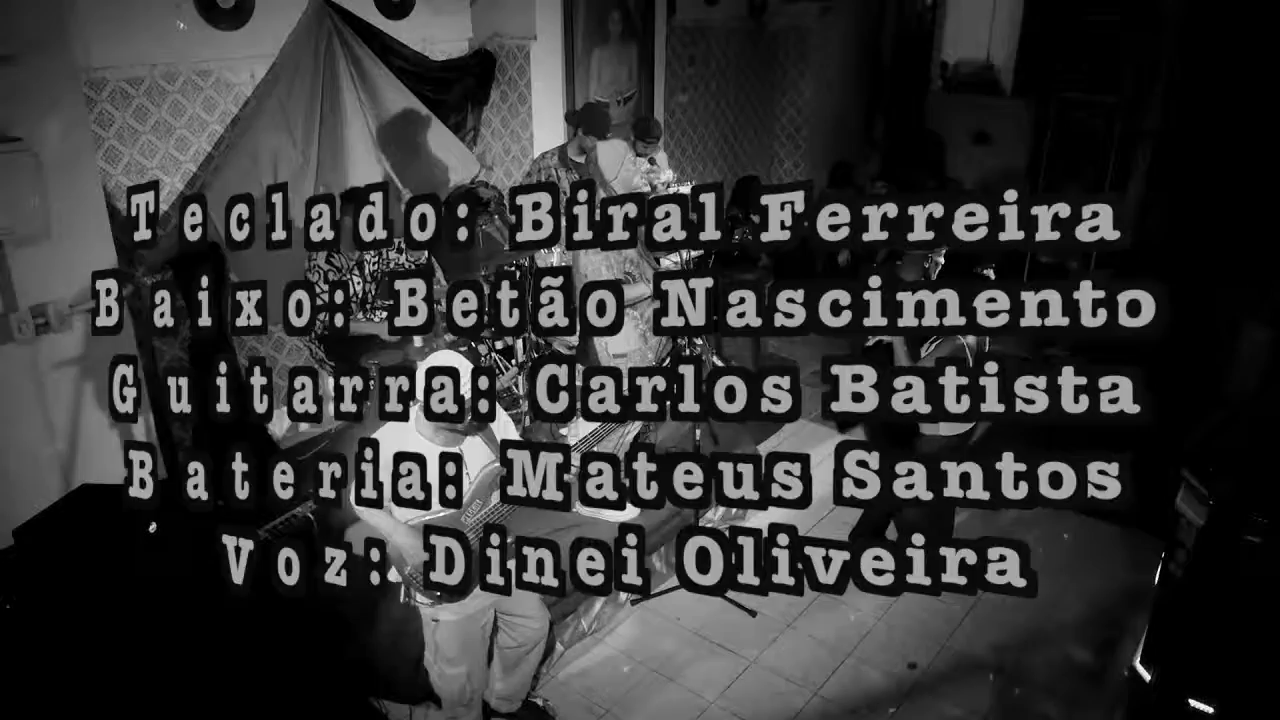 Teclado: Biral Ferreira
Baixo: Betão Nascimento
Guitarra: Carlos Batista
Bateria: Mateus Santos
Voz: Dinei Oliveira